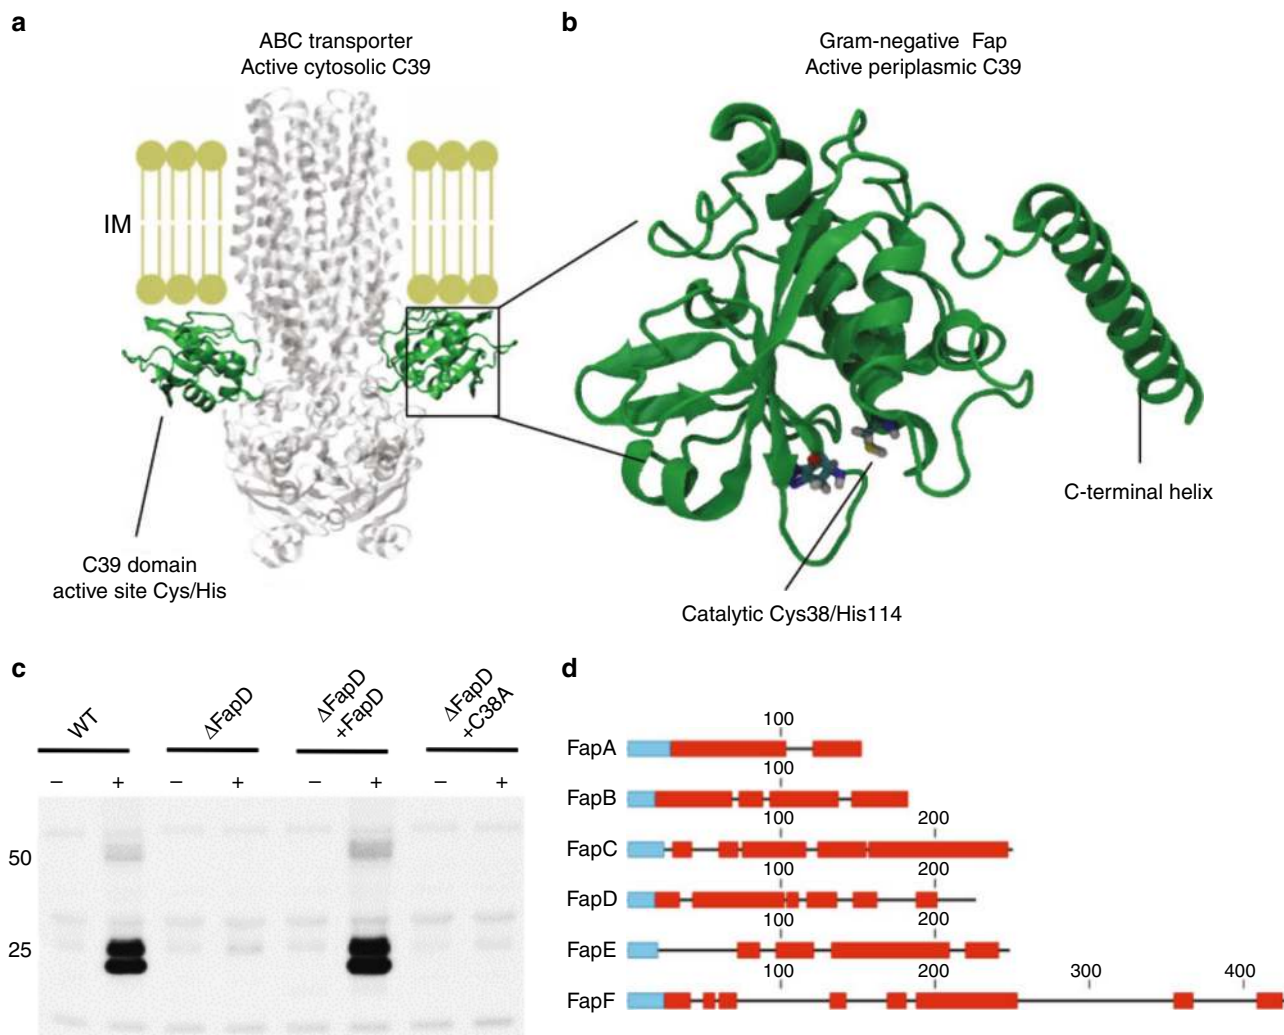 a
ABC transporter
Active cytosolic C39
IM
C39 domain
active site Cys/His
b
Gram-negative Fap
Active periplasmic C39
C-terminal helix
Catalytic Cys38/His114
c
WT
ΔFapD
ΔFapD
+FapD
ΔFapD
+C38A
– + – + – + – +
50
25
d
100
FapA
100
FapB
100 200
FapC
100 200
FapD
100 200
FapE
100 200 300 400
FapF